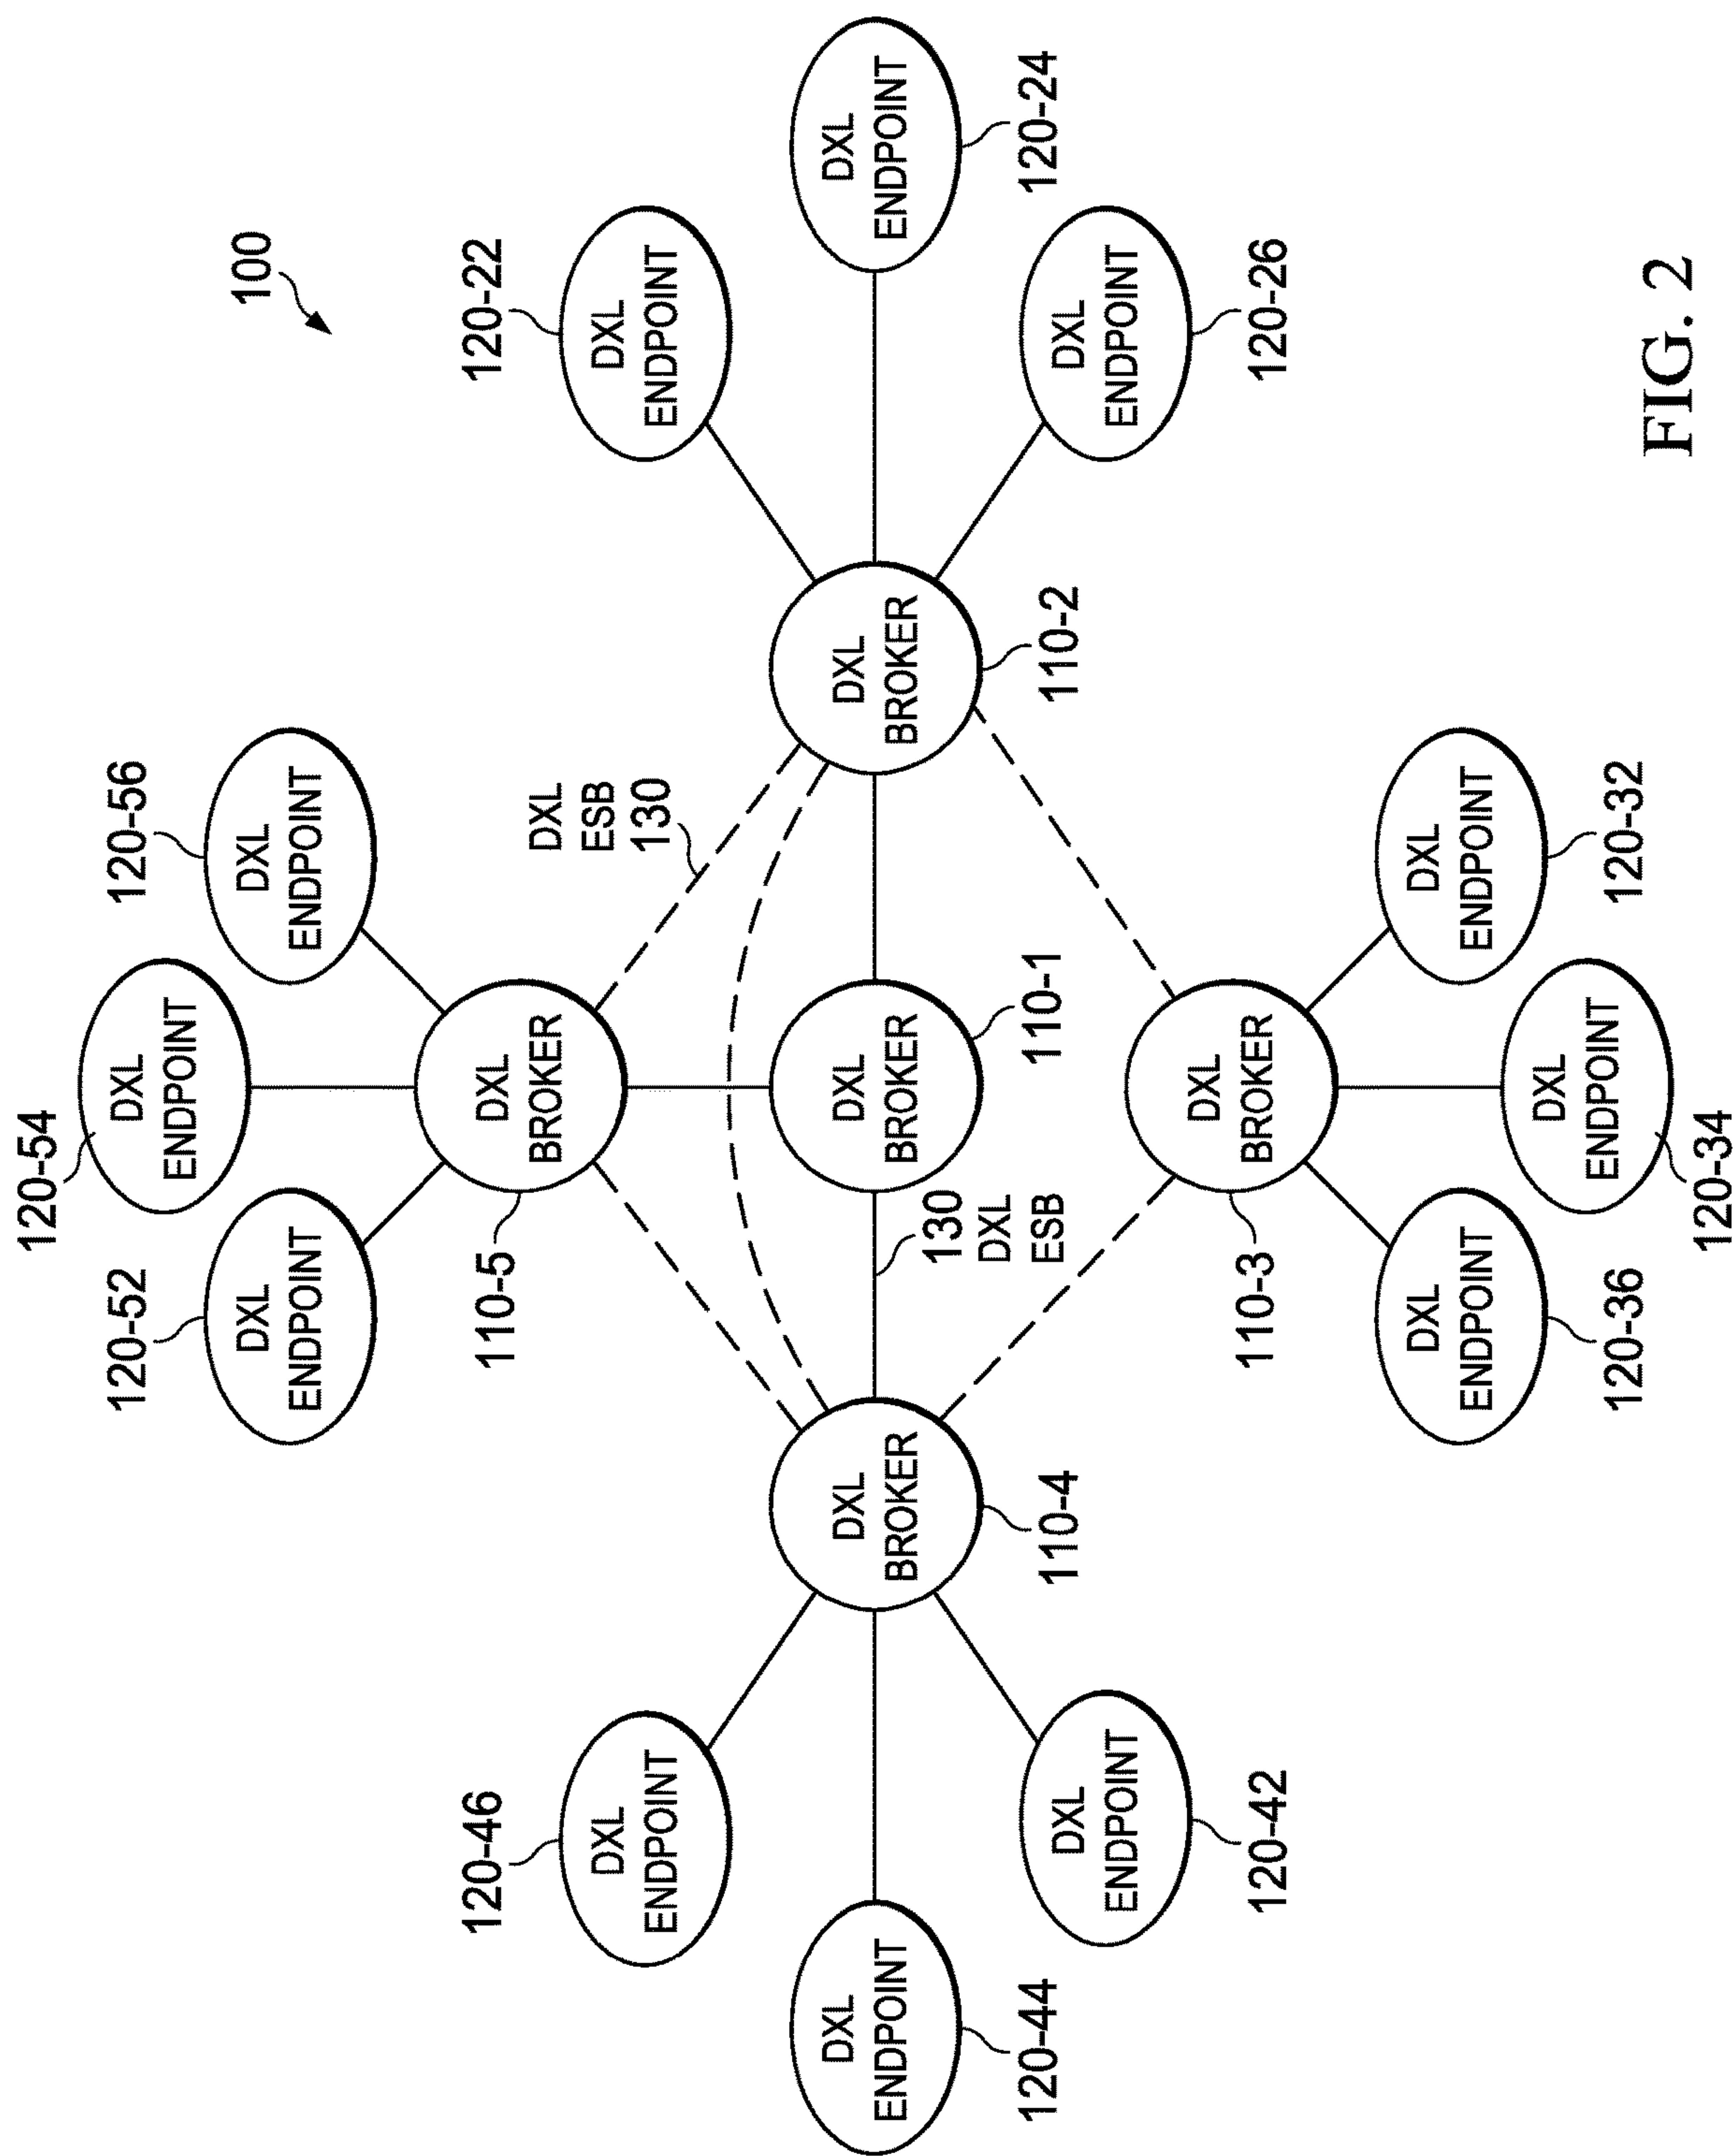 120-54
DXL
ENDPOINT
120-52
DXL
ENDPOINT
120-56
DXL
ENDPOINT
100
120-46
DXL
ENDPOINT
110-5
DXL
BROKER
DXL
ESB
130
120-22
DXL
ENDPOINT
DXL
ENDPOINT
120-44
DXL
BROKER
110-4
130
DXL
ESB
DXL
BROKER
110-1
DXL
BROKER
110-2
DXL
ENDPOINT
120-24
DXL
ENDPOINT
120-42
110-3
DXL
BROKER
DXL
ENDPOINT
120-26
DXL
ENDPOINT
120-36
DXL
ENDPOINT
120-34
DXL
ENDPOINT
120-32
FIG. 2